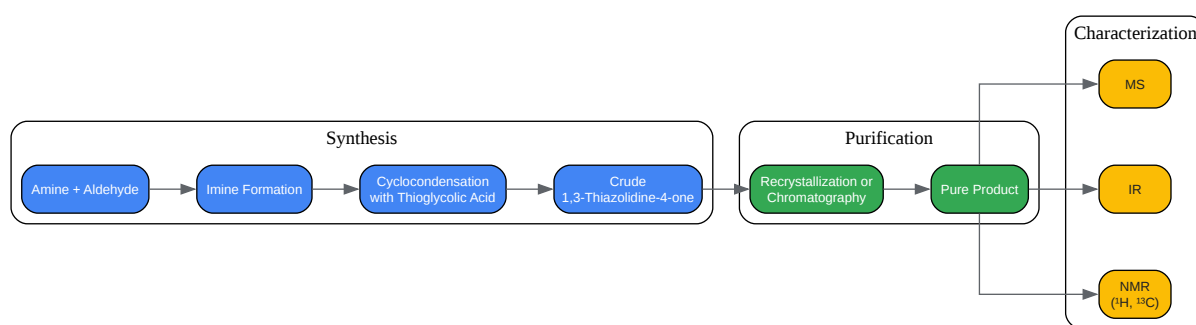 Synthesis
Amine + Aldehyde
Imine Formation
Cyclocondensation
with Thioglycolic Acid
Crude
1,3-Thiazolidine-4-one
Purification
Recrystallization or
Chromatography
Pure Product
Characterization
MS
IR
NMR
(¹H, ¹³C)